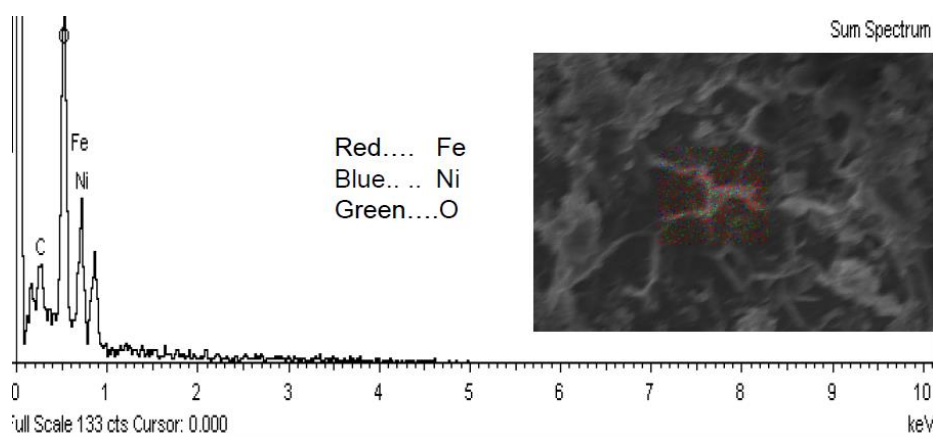 Sum Spectrum
O
Fe
Ni
C
Red.... Fe
Blue.. .. Ni
Green....O
0 1 2 3 4 5 6 7 8 9 10
Full Scale 133 cts Cursor: 0.000 keV